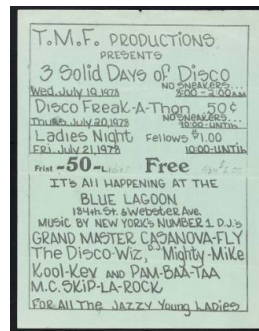 T.M.F. PRODUCTIONS
PRESENTS
3 Solid Days of Disco
NO SNEAKERS...
Wed. July 19, 1978 8:00-2:00AM
Disco Freak-A-Thon 50¢
NO SNEAKERS...
Thurs. July 20, 1978 10:00-UNTIL
Ladies Night Fellows $1.00
Fri. July 21, 1978 10:00-UNTIL
Frist -50- Ladies Free
IT'S All HAPPENING AT THE
BLUE LAGOON
184th St. & Webster Ave.
MUSIC BY NEW YORK'S NUMBER 1 D.J.'s
GRAND MASTER CASANOVA-FLY
The Disco-Wiz, "Mighty-Mike
Kool-Kev AND PAM-BAA-TAA
M.C. SKIP-LA-ROCK
FOR All The JAZZY Young LADIES